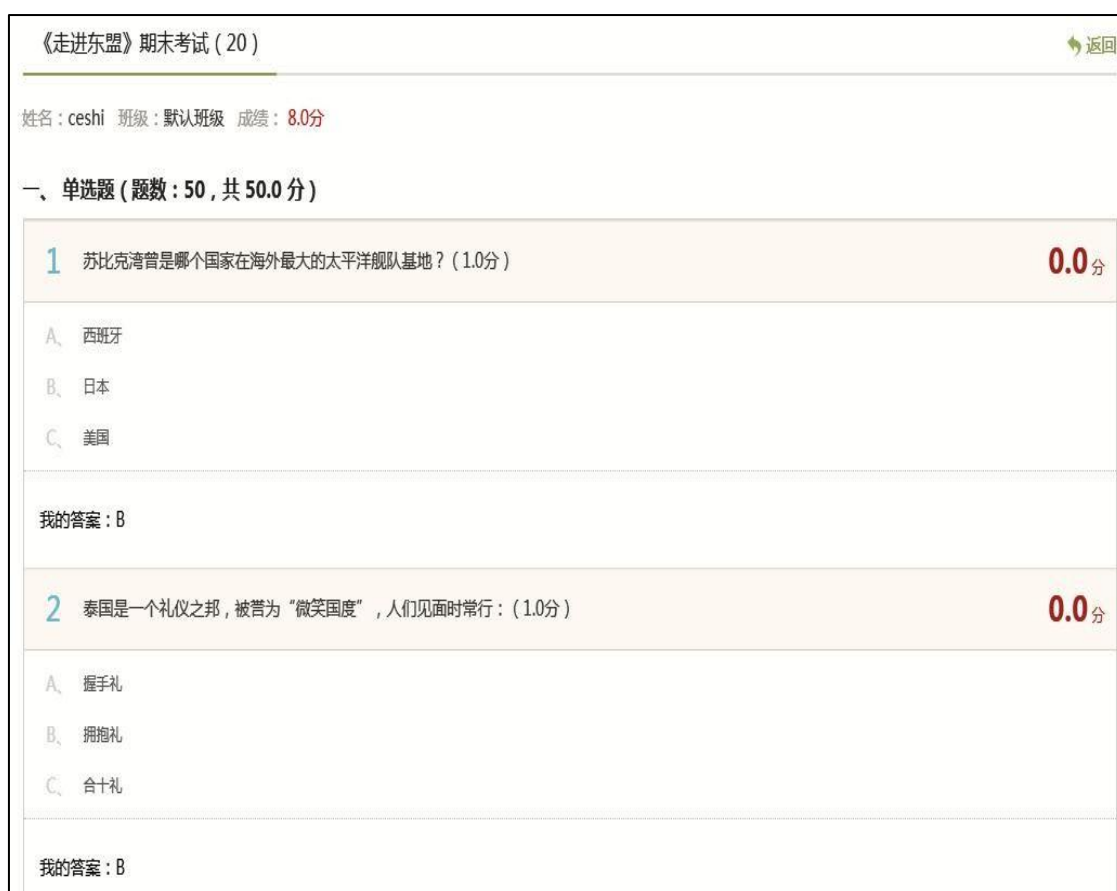 《走进东盟》期末考试（20） 返回
姓名：ceshi 班级：默认班级 成绩：8.0分
一、单选题（题数：50，共 50.0 分）
1 苏比克湾曾是哪个国家在海外最大的太平洋舰队基地？（1.0分） 0.0 分
A、 西班牙
B、 日本
C、 美国
我的答案：B
2 泰国是一个礼仪之邦，被誉为“微笑国度”，人们见面时常行：（1.0分） 0.0 分
A、 握手礼
B、 拥抱礼
C、 合十礼
我的答案：B